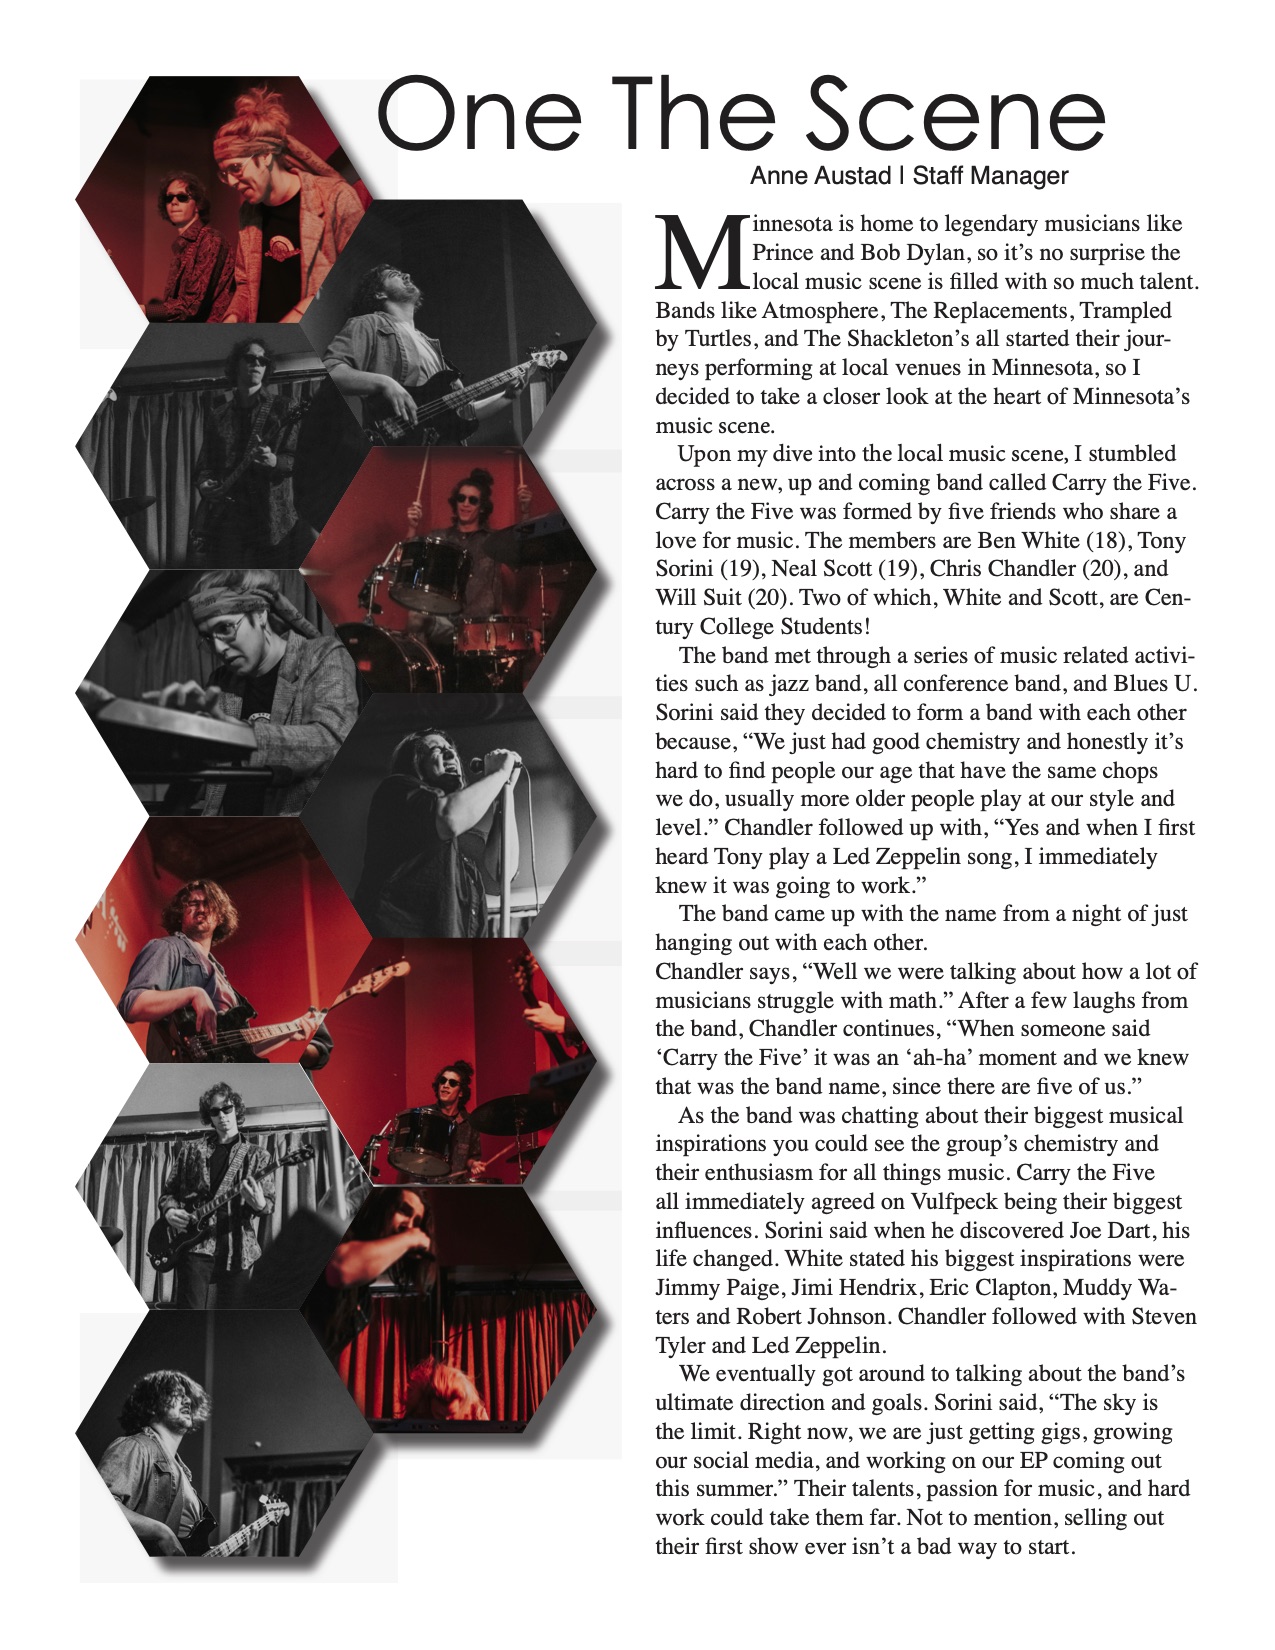 One The Scene
Anne Austad | Staff Manager
Minnesota is home to legendary musicians like
Prince and Bob Dylan, so it’s no surprise the
local music scene is filled with so much talent.
Bands like Atmosphere, The Replacements, Trampled
by Turtles, and The Shackleton’s all started their jour-
neys performing at local venues in Minnesota, so I
decided to take a closer look at the heart of Minnesota’s
music scene.
Upon my dive into the local music scene, I stumbled
across a new, up and coming band called Carry the Five.
Carry the Five was formed by five friends who share a
love for music. The members are Ben White (18), Tony
Sorini (19), Neal Scott (19), Chris Chandler (20), and
Will Suit (20). Two of which, White and Scott, are Cen-
tury College Students!
The band met through a series of music related activi-
ties such as jazz band, all conference band, and Blues U.
Sorini said they decided to form a band with each other
because, “We just had good chemistry and honestly it’s
hard to find people our age that have the same chops
we do, usually more older people play at our style and
level.” Chandler followed up with, “Yes and when I first
heard Tony play a Led Zeppelin song, I immediately
knew it was going to work.”
The band came up with the name from a night of just
hanging out with each other.
Chandler says, “Well we were talking about how a lot of
musicians struggle with math.” After a few laughs from
the band, Chandler continues, “When someone said
‘Carry the Five’ it was an ‘ah-ha’ moment and we knew
that was the band name, since there are five of us.”
As the band was chatting about their biggest musical
inspirations you could see the group’s chemistry and
their enthusiasm for all things music. Carry the Five
all immediately agreed on Vulfpeck being their biggest
influences. Sorini said when he discovered Joe Dart, his
life changed. White stated his biggest inspirations were
Jimmy Paige, Jimi Hendrix, Eric Clapton, Muddy Wa-
ters and Robert Johnson. Chandler followed with Steven
Tyler and Led Zeppelin.
We eventually got around to talking about the band’s
ultimate direction and goals. Sorini said, “The sky is
the limit. Right now, we are just getting gigs, growing
our social media, and working on our EP coming out
this summer.” Their talents, passion for music, and hard
work could take them far. Not to mention, selling out
their first show ever isn’t a bad way to start.